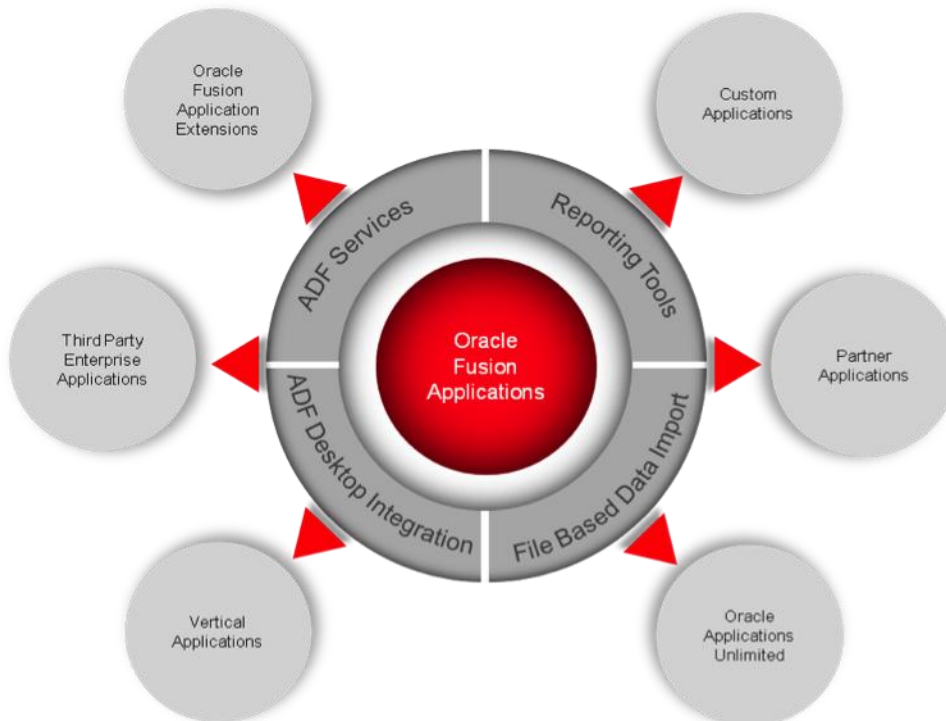 Oracle
Fusion
Application
Extensions
Custom
Applications
ADF Services
Reporting Tools
Third Party
Enterprise
Applications
Oracle
Fusion
Applications
Partner
Applications
ADF Desktop Integration
File Based Data Import
Vertical
Applications
Oracle
Applications
Unlimited